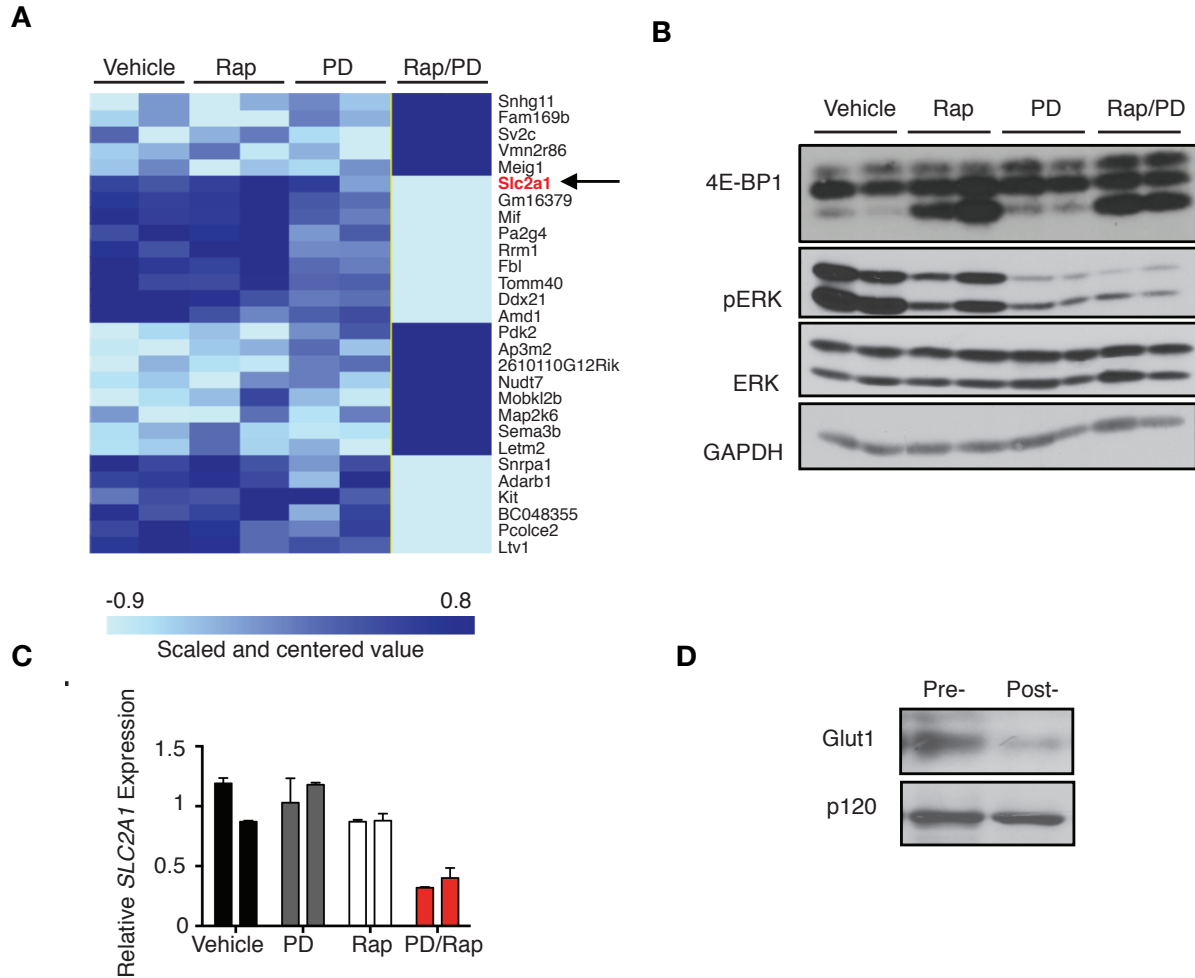 A
Vehicle Rap PD Rap/PD
Snhg11
Fam169b
Sv2c
Vmn2r86
Meig1
Slc2a1
Gm16379
Mif
Pa2g4
Rrm1
Fbl
Tomm40
Ddx21
Amd1
Pdk2
Ap3m2
2610110G12Rik
Nudt7
Mobkl2b
Map2k6
Sema3b
Letm2
Snrpa1
Adarb1
Kit
BC048355
Pcolce2
Ltv1
-0.9 0.8
Scaled and centered value
B
Vehicle Rap PD Rap/PD
4E-BP1
pERK
ERK
GAPDH
C
Relative SLC2A1 Expression
1.5
1
0.5
0
Vehicle PD Rap PD/Rap
D
Pre- Post-
Glut1
p120